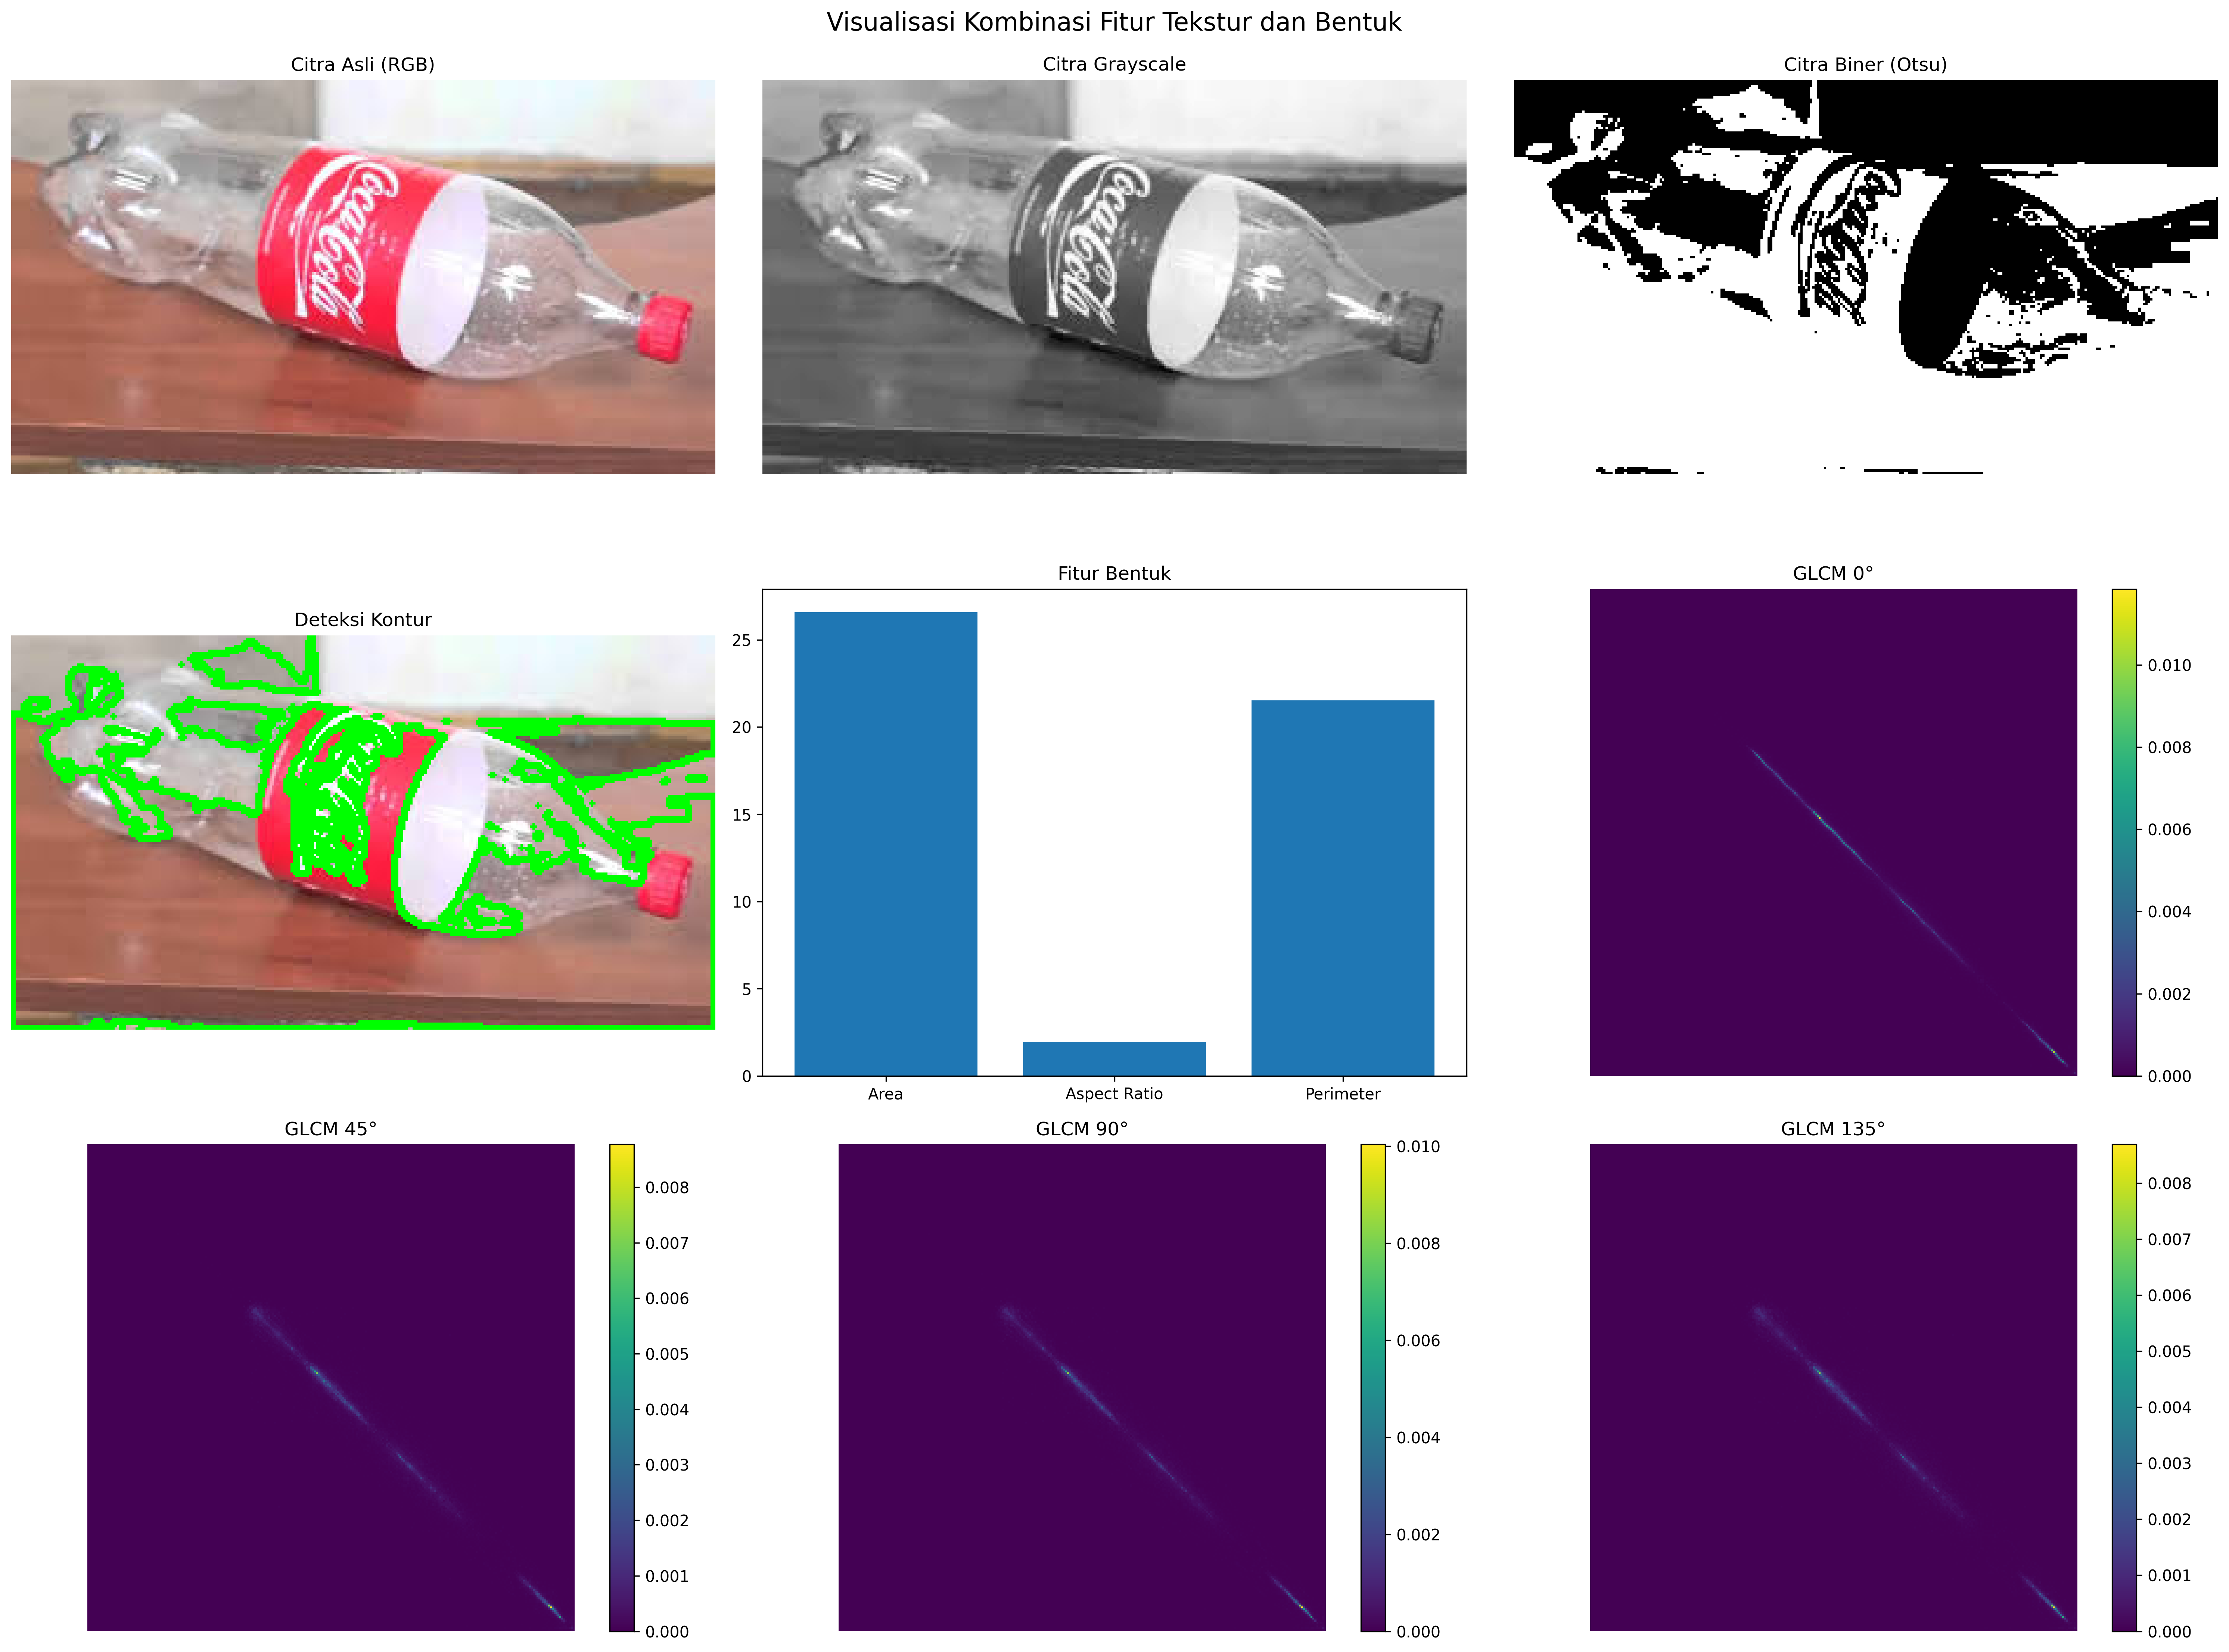 Visualisasi Kombinasi Fitur Tekstur dan Bentuk
Citra Asli (RGB)
Citra Grayscale
Citra Biner (Otsu)
Coca-Cola
Coca-Cola
Coca-Cola
Deteksi Kontur
Fitur Bentuk
25
20
15
10
5
0
Area
Aspect Ratio
Perimeter
GLCM 0°
0.010
0.008
0.006
0.004
0.002
0.000
GLCM 45°
0.008
0.007
0.006
0.005
0.004
0.003
0.002
0.001
0.000
GLCM 90°
0.010
0.008
0.006
0.004
0.002
0.000
GLCM 135°
0.008
0.007
0.006
0.005
0.004
0.003
0.002
0.001
0.000